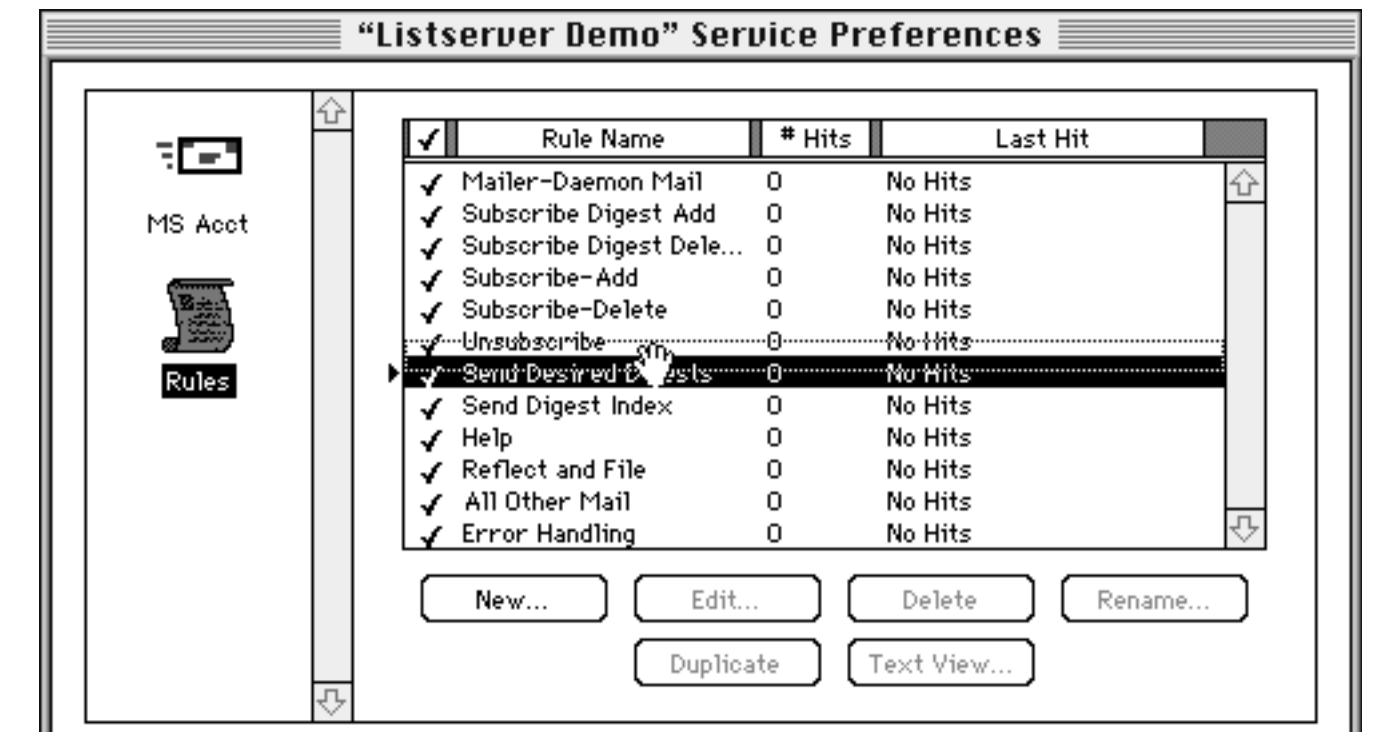 “Listserver Demo” Service Preferences
MS Acct
Rules
✓ Rule Name # Hits Last Hit
✓ Mailer-Daemon Mail 0 No Hits
✓ Subscribe Digest Add 0 No Hits
✓ Subscribe Digest Dele... 0 No Hits
✓ Subscribe-Add 0 No Hits
✓ Subscribe-Delete 0 No Hits
✓ Unsubscribe 0 No Hits
✓ Send Desired 0 No Hits
✓ Send Digest Index 0 No Hits
✓ Help 0 No Hits
✓ Reflect and File 0 No Hits
✓ All Other Mail 0 No Hits
✓ Error Handling 0 No Hits
New... Edit... Delete Rename...
Duplicate Text View...